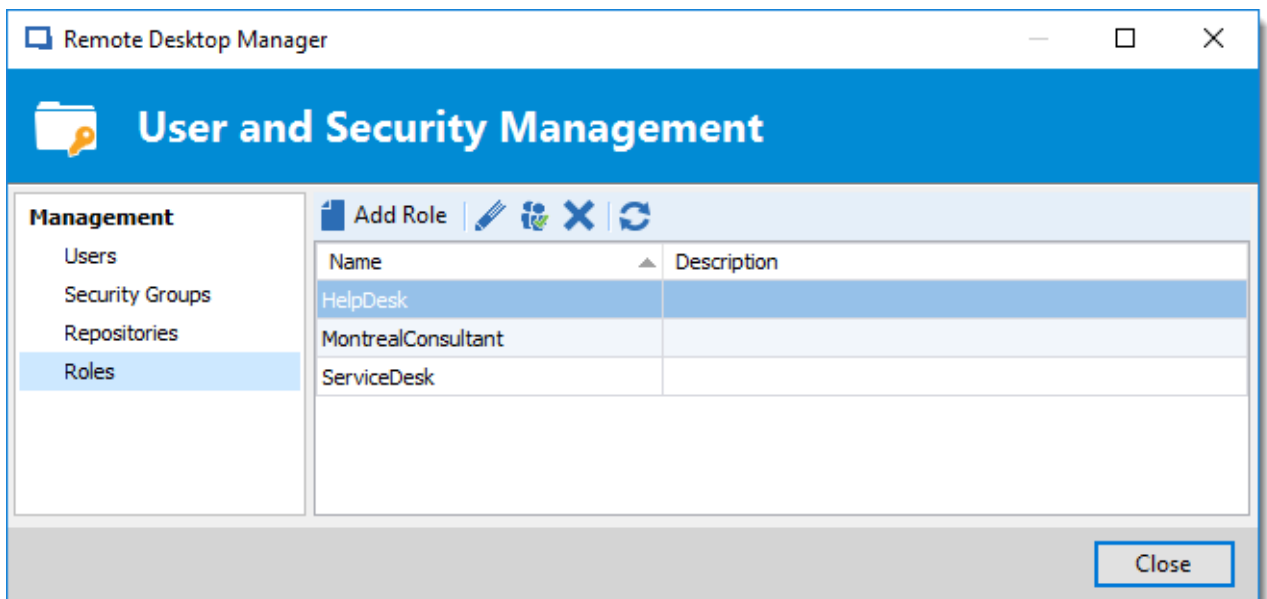 Remote Desktop Manager
User and Security Management
Management
Users
Security Groups
Repositories
Roles
Add Role
Name Description
HelpDesk
MontrealConsultant
ServiceDesk
Close